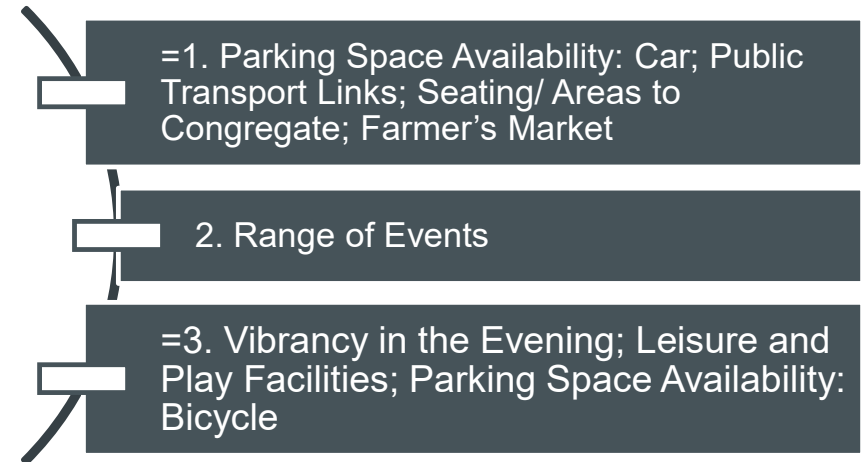 =1. Parking Space Availability: Car; Public
Transport Links; Seating/ Areas to
Congregate; Farmer’s Market
2. Range of Events
=3. Vibrancy in the Evening; Leisure and
Play Facilities; Parking Space Availability:
Bicycle